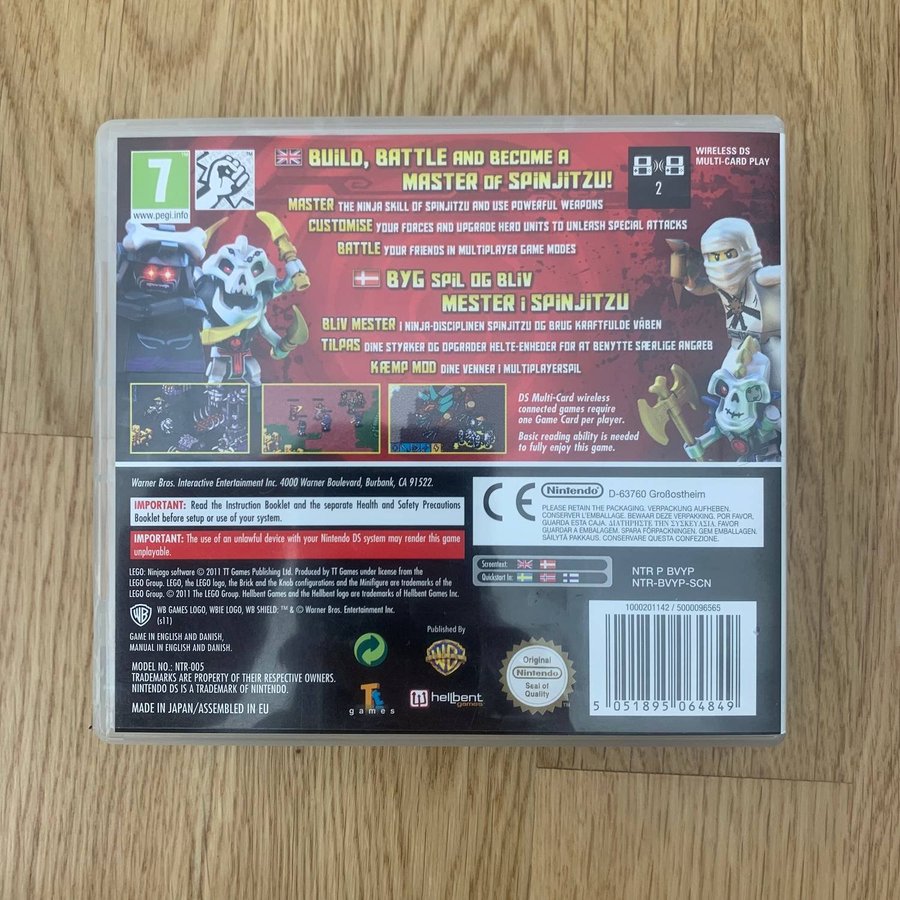 7
www.pegi.info
BUILD, BATTLE AND BECOME A
MASTER OF SPINJITZU!
MASTER THE NINJA SKILL OF SPINJITZU AND USE POWERFUL WEAPONS
CUSTOMISE YOUR FORCES AND UPGRADE HERO UNITS TO UNLEASH SPECIAL ATTACKS
BATTLE YOUR FRIENDS IN MULTIPLAYER GAME MODES
WIRELESS DS
MULTI-CARD PLAY
2
BYG SPIL OG BLIV
MESTER I SPINJITZU
BLIV MESTER I NINJA-DISCIPLINEN SPINJITZU OG BRUG KRAFTFULDE VÅBEN
TILPAS DINE STYRKER OG OPGRADER HELTE-ENHEDER FOR AT BENYTTE SÆRLIGE ANGREB
KÆMP MOD DINE VENNER I MULTIPLAYERSPIL
DS Multi-Card wireless
connected games require
one Game Card per player.
Basic reading ability is needed
to fully enjoy this game.
Warner Bros. Interactive Entertainment Inc. 4000 Warner Boulevard, Burbank, CA 91522.
IMPORTANT: Read the Instruction Booklet and the separate Health and Safety Precautions
Booklet before setup or use of your system.
IMPORTANT: The use of an unlawful device with your Nintendo DS system may render this game
unplayable.
LEGO: Ninjago software © 2011 TT Games Publishing Ltd. Produced by TT Games under license from the
LEGO Group. LEGO, the LEGO logo, the Brick and the Knob configurations and the Minifigure are trademarks of the
LEGO Group. © 2011 The LEGO Group. Hellbent Games and the Hellbent logo are trademarks of Hellbent Games Inc.
WB GAMES LOGO, WBIE LOGO, WB SHIELD: ™ & © Warner Bros. Entertainment Inc.
(s11)
GAME IN ENGLISH AND DANISH,
MANUAL IN ENGLISH AND DANISH.
MODEL NO.: NTR-005
TRADEMARKS ARE PROPERTY OF THEIR RESPECTIVE OWNERS.
NINTENDO DS IS A TRADEMARK OF NINTENDO.
MADE IN JAPAN/ASSEMBLED IN EU
Published By
WB GAMES
TT games
hellbent games
CE
Nintendo D-63760 Großostheim
PLEASE RETAIN THE PACKAGING. VERPACKUNG AUFHEBEN.
CONSERVER L'EMBALLAGE. BEWAAR DEZE VERPAKKING. POR FAVOR,
GUARDA ESTA CAJA. ΔΙΑΤΗΡΗΣΤΕ ΤΗΝ ΣΥΣΚΕΥΑΣΙΑ. FAVOR
GUARDAR A EMBALAGEM. SPARA FÖRPACKNINGEN. GEM EMBALLAGEN.
SÄILYTÄ PAKKAUS. CONSERVARE QUESTA CONFEZIONE.
Screentext:
Quickstart In:
NTR P BVYP
NTR-BVYP-SCN
Original
Nintendo
Seal of
Quality
1000201142 / 5000096565
5 051895 064849